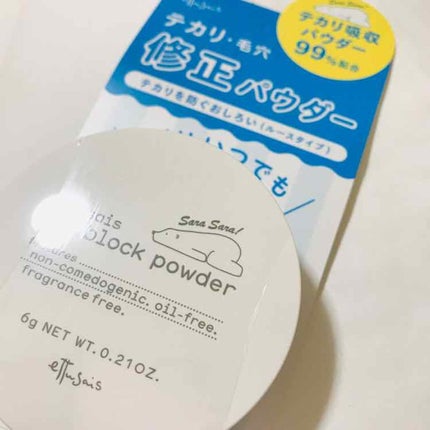 ettusais
Sara Sara!
テカリ吸収
パウダー
99%配合
テカリ・毛穴
修正パウダー
テカリを防ぐおしろい(ルースタイプ)
いつでも
Sara Sara!
block powder
non-comedogenic. oil-free.
fragrance free.
6g NET WT. 0.21OZ.
ettusais